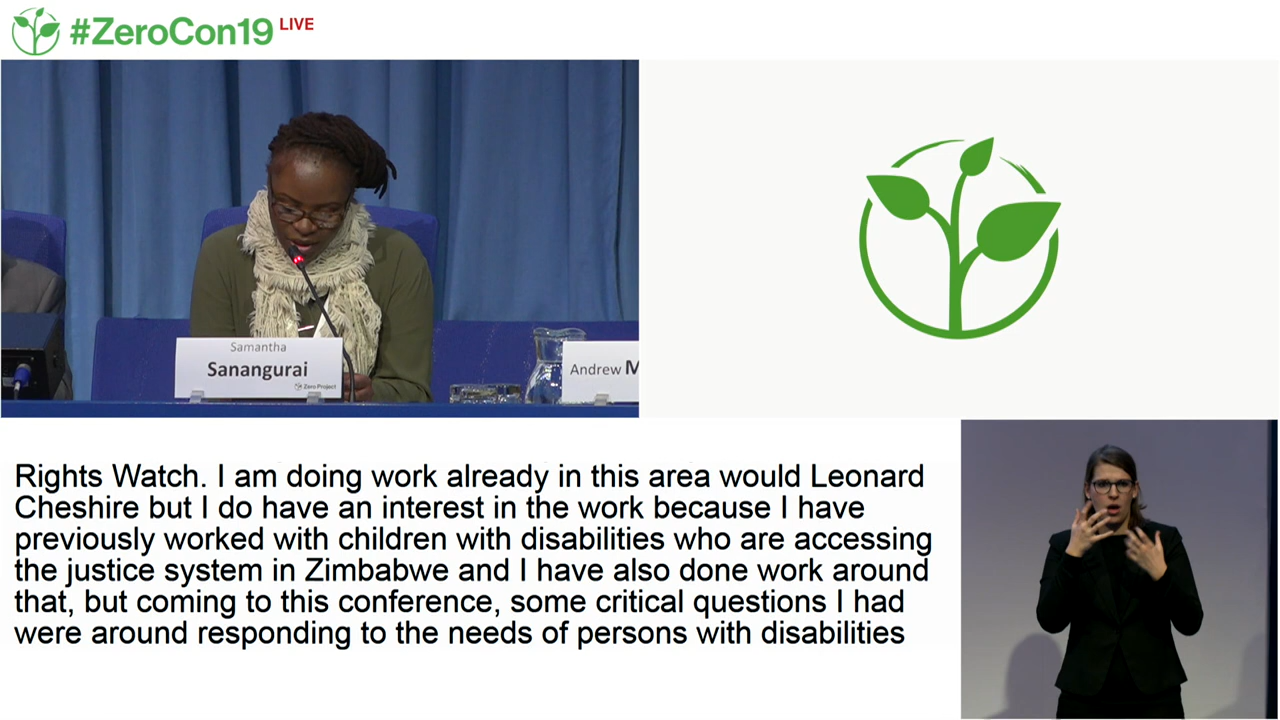 #ZeroCon19 LIVE
Samantha
Sanangurai
Zero Project
Andrew M
Rights Watch. I am doing work already in this area would Leonard
Cheshire but I do have an interest in the work because I have
previously worked with children with disabilities who are accessing
the justice system in Zimbabwe and I have also done work around
that, but coming to this conference, some critical questions I had
were around responding to the needs of persons with disabilities